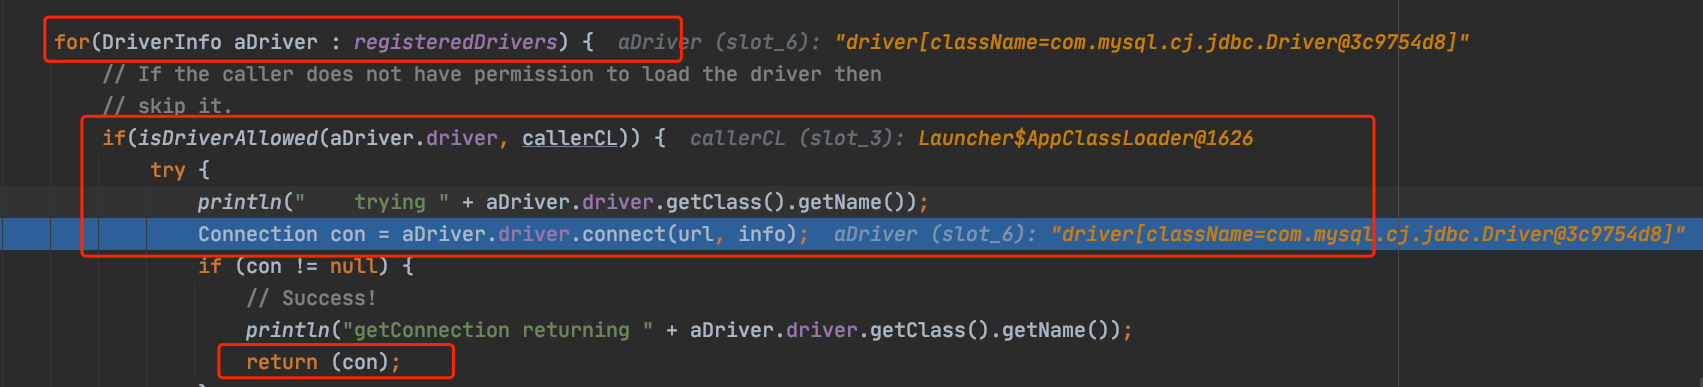 for(DriverInfo aDriver : registeredDrivers) {  aDriver (slot_6): "driver[className=com.mysql.cj.jdbc.Driver@3c9754d8]"
// If the caller does not have permission to load the driver then
// skip it.
if(isDriverAllowed(aDriver.driver, callerCL)) {  callerCL (slot_3): Launcher$AppClassLoader@1626
try {
println("    trying " + aDriver.driver.getClass().getName());
Connection con = aDriver.driver.connect(url, info);  aDriver (slot_6): "driver[className=com.mysql.cj.jdbc.Driver@3c9754d8]"
if (con != null) {
// Success!
println("getConnection returning " + aDriver.driver.getClass().getName());
return (con);
}